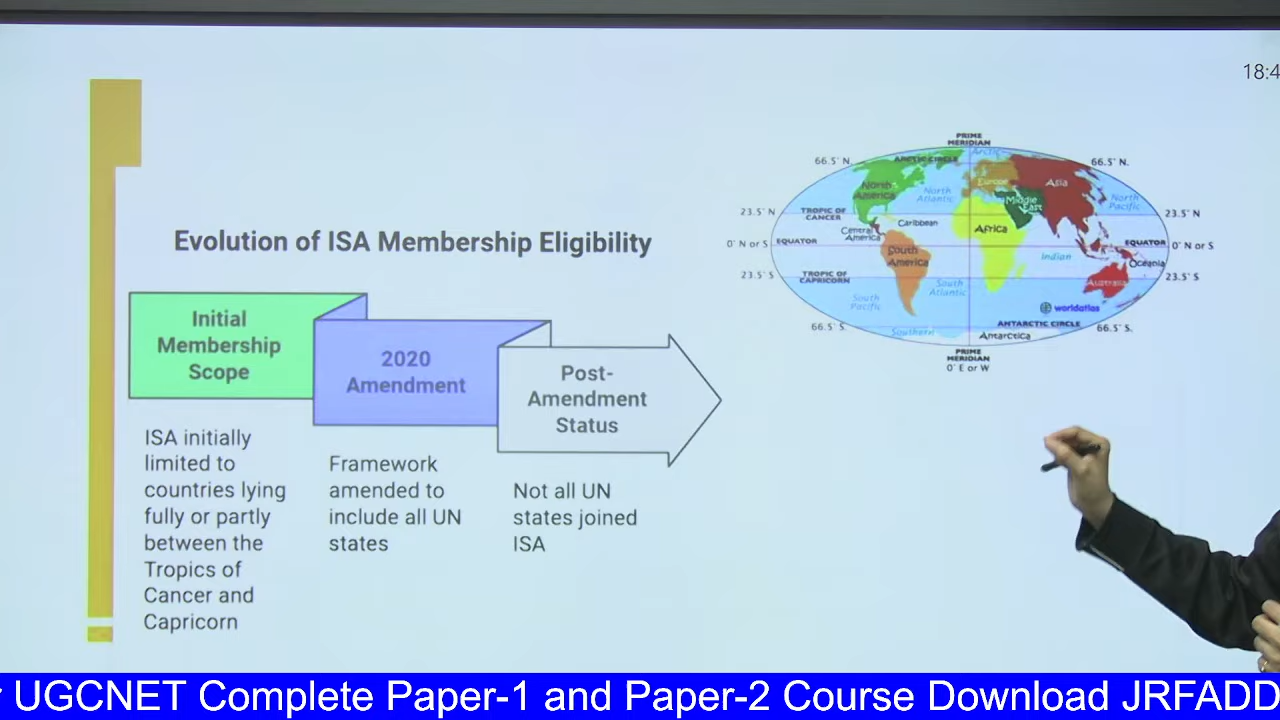 18:4
Evolution of ISA Membership Eligibility
Initial
Membership
Scope
2020
Amendment
Post-
Amendment
Status
ISA initially
limited to
countries lying
fully or partly
between the
Tropics of
Cancer and
Capricorn
Framework
amended to
include all UN
states
Not all UN
states joined
ISA
PRIME
MERIDIAN
66.5° N.
ARCTIC CIRCLE
Arctic
66.5° N.
North
America
North
Atlantic
Europe
Asia
Middle
East
North
Pacific
23.5° N
TROPIC OF
CANCER
Caribbean
23.5° N
Central
America
Africa
0° N or S
EQUATOR
EQUATOR
0° N or S
South
America
Indian
Oceania
23.5° S
TROPIC OF
CAPRICORN
South
Atlantic
Australia
23.5° S
South
Pacific
worldatlas
66.5° S.
Southern
ANTARCTIC CIRCLE
66.5° S.
Antarctica
PRIME
MERIDIAN
0° E or W
UGCNET Complete Paper-1 and Paper-2 Course Download JRFADD